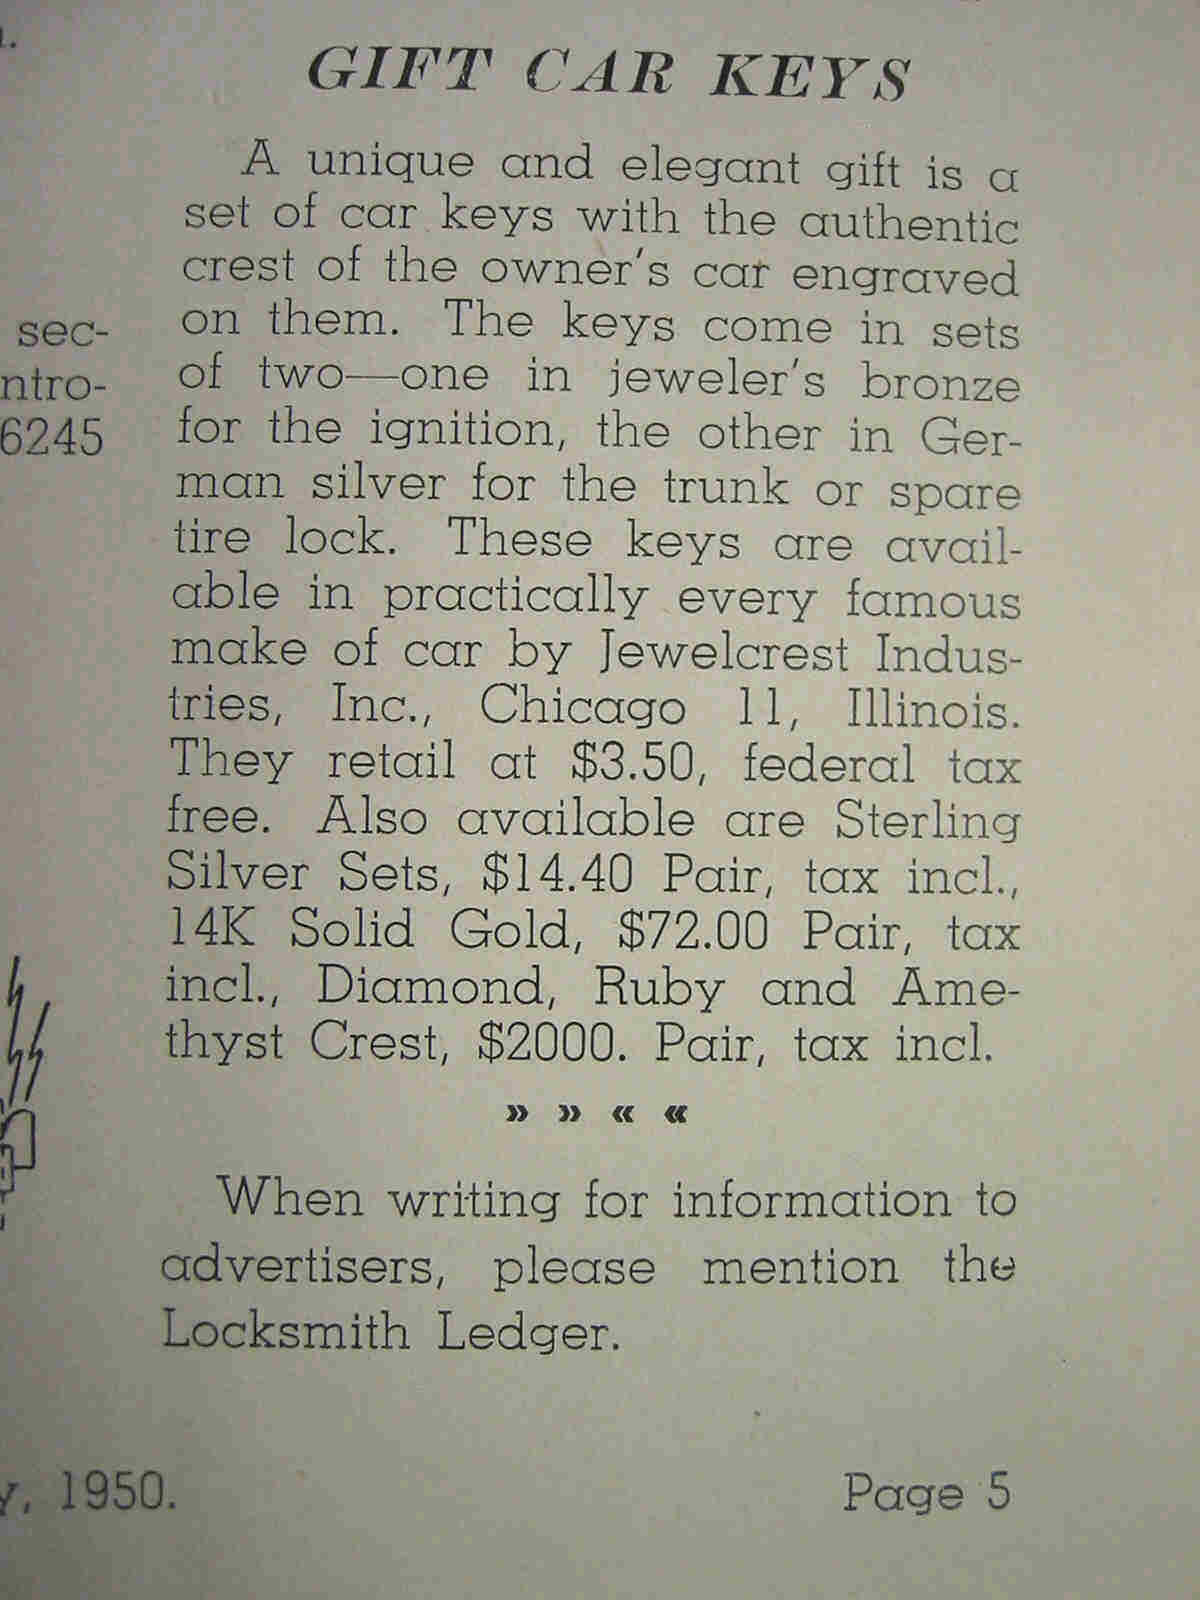 GIFT CAR KEYS
A unique and elegant gift is a
set of car keys with the authentic
crest of the owner's car engraved
on them. The keys come in sets
of two—one in jeweler's bronze
for the ignition, the other in Ger-
man silver for the trunk or spare
tire lock. These keys are avail-
able in practically every famous
make of car by Jewelcrest Indus-
tries, Inc., Chicago 11, Illinois.
They retail at $3.50, federal tax
free. Also available are Sterling
Silver Sets, $14.40 Pair, tax incl.,
14K Solid Gold, $72.00 Pair, tax
incl., Diamond, Ruby and Ame-
thyst Crest, $2000. Pair, tax incl.
» » « «
When writing for information to
advertisers, please mention the
Locksmith Ledger.
sec-
ntro-
6245
y, 1950.
Page 5